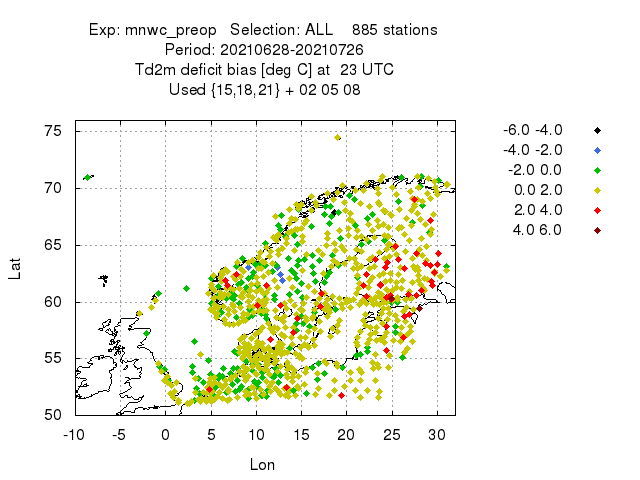 Exp: mnwc_preop   Selection: ALL    885 stations
Period: 20210628-20210726
Td2m deficit bias [deg C] at  23 UTC
Used {15,18,21} + 02 05 08
-6.0 -4.0
-4.0 -2.0
-2.0 0.0
0.0 2.0
2.0 4.0
4.0 6.0
75
70
65
60
55
50
Lat
-10 -5 0 5 10 15 20 25 30
Lon